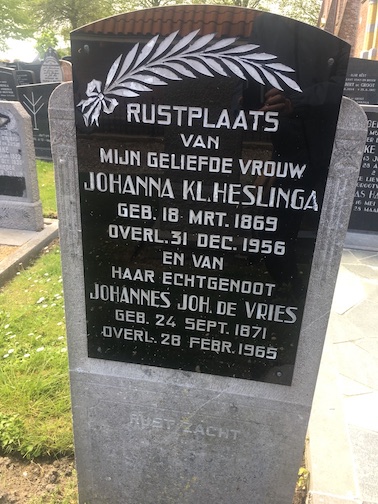 RUSTPLAATS
VAN
MIJN GELIEFDE VROUW
JOHANNA KL. HESLINGA
GEB. 18 MRT. 1869
OVERL. 31 DEC. 1956
EN VAN
HAAR ECHTGENOOT
JOHANNES JOH. DE VRIES
GEB. 24 SEPT. 1871
OVERL. 28 FEBR. 1965
RUST ZACHT